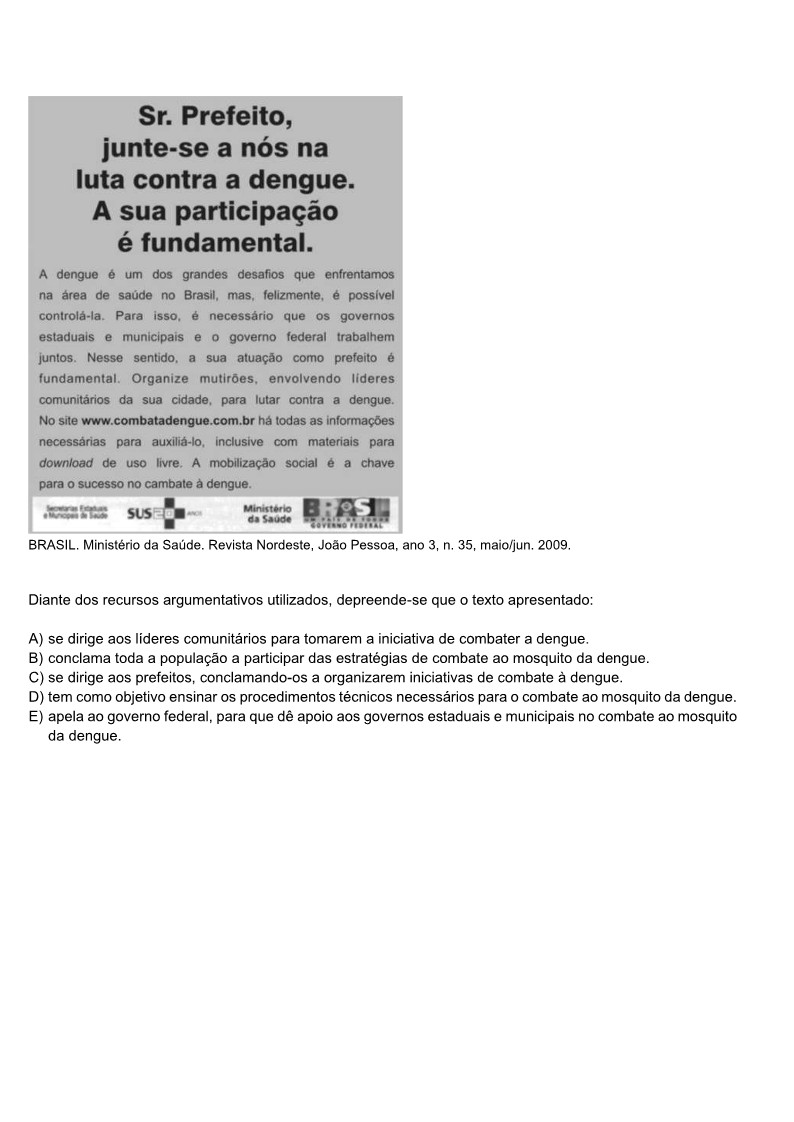 Sr. Prefeito,
junte-se a nós na
luta contra a dengue.
A sua participação
é fundamental.
A dengue é um dos grandes desafios que enfrentamos
na área de saúde no Brasil, mas, felizmente, é possível
controlá-la. Para isso, é necessário que os governos
estaduais e municipais e o governo federal trabalhem
juntos. Nesse sentido, a sua atuação como prefeito é
fundamental. Organize mutirões, envolvendo líderes
comunitários da sua cidade, para lutar contra a dengue.
No site www.combatadengue.com.br há todas as informações
necessárias para auxiliá-lo, inclusive com materiais para
download de uso livre. A mobilização social é a chave
para o sucesso no cambate à dengue.
Secretarias Estaduais
e Municipais de Saúde
SUS 20 ANOS
Ministério
da Saúde
BRASIL
UM PAÍS DE TODOS
GOVERNO FEDERAL
BRASIL. Ministério da Saúde. Revista Nordeste, João Pessoa, ano 3, n. 35, maio/jun. 2009.
Diante dos recursos argumentativos utilizados, depreende-se que o texto apresentado:
A) se dirige aos líderes comunitários para tomarem a iniciativa de combater a dengue.
B) conclama toda a população a participar das estratégias de combate ao mosquito da dengue.
C) se dirige aos prefeitos, conclamando-os a organizarem iniciativas de combate à dengue.
D) tem como objetivo ensinar os procedimentos técnicos necessários para o combate ao mosquito da dengue.
E) apela ao governo federal, para que dê apoio aos governos estaduais e municipais no combate ao mosquito
da dengue.